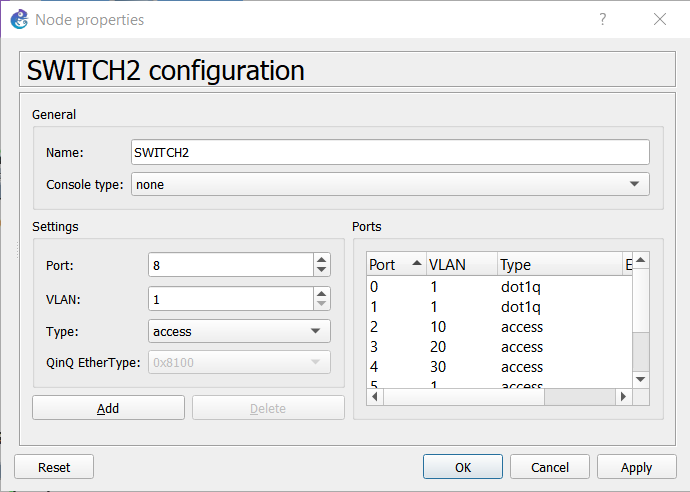 Node properties
SWITCH2 configuration
General
Name: SWITCH2
Console type: none
Settings
Port: 8
VLAN: 1
Type: access
QinQ EtherType: 0x8100
Add Delete
Ports
Port VLAN Type
0 1 dot1q
1 1 dot1q
2 10 access
3 20 access
4 30 access
5 1 access
Reset OK Cancel Apply